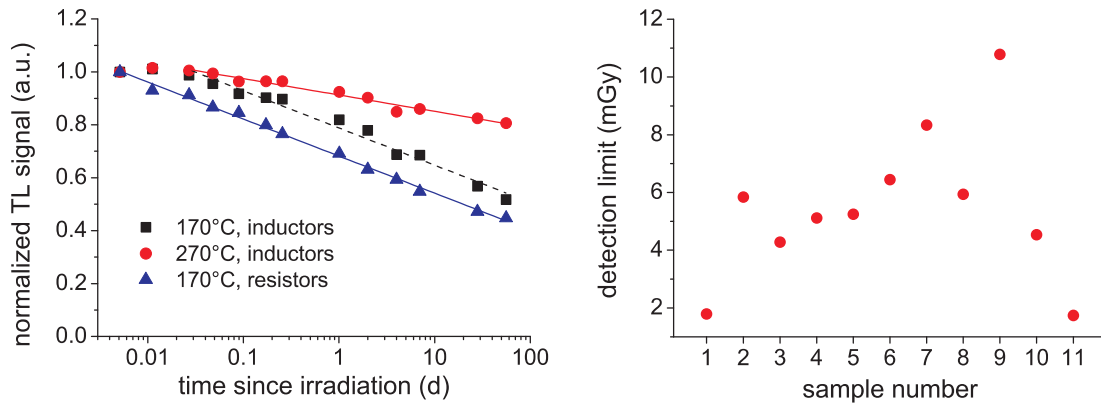 normalized TL signal (a.u.)
1.2
1.0
0.8
0.6
0.4
0.2
0.0
170°C, inductors
270°C, inductors
170°C, resistors
0.01 0.1 1 10 100
time since irradiation (d)
detection limit (mGy)
12
10
8
6
4
2
1 2 3 4 5 6 7 8 9 10 11
sample number